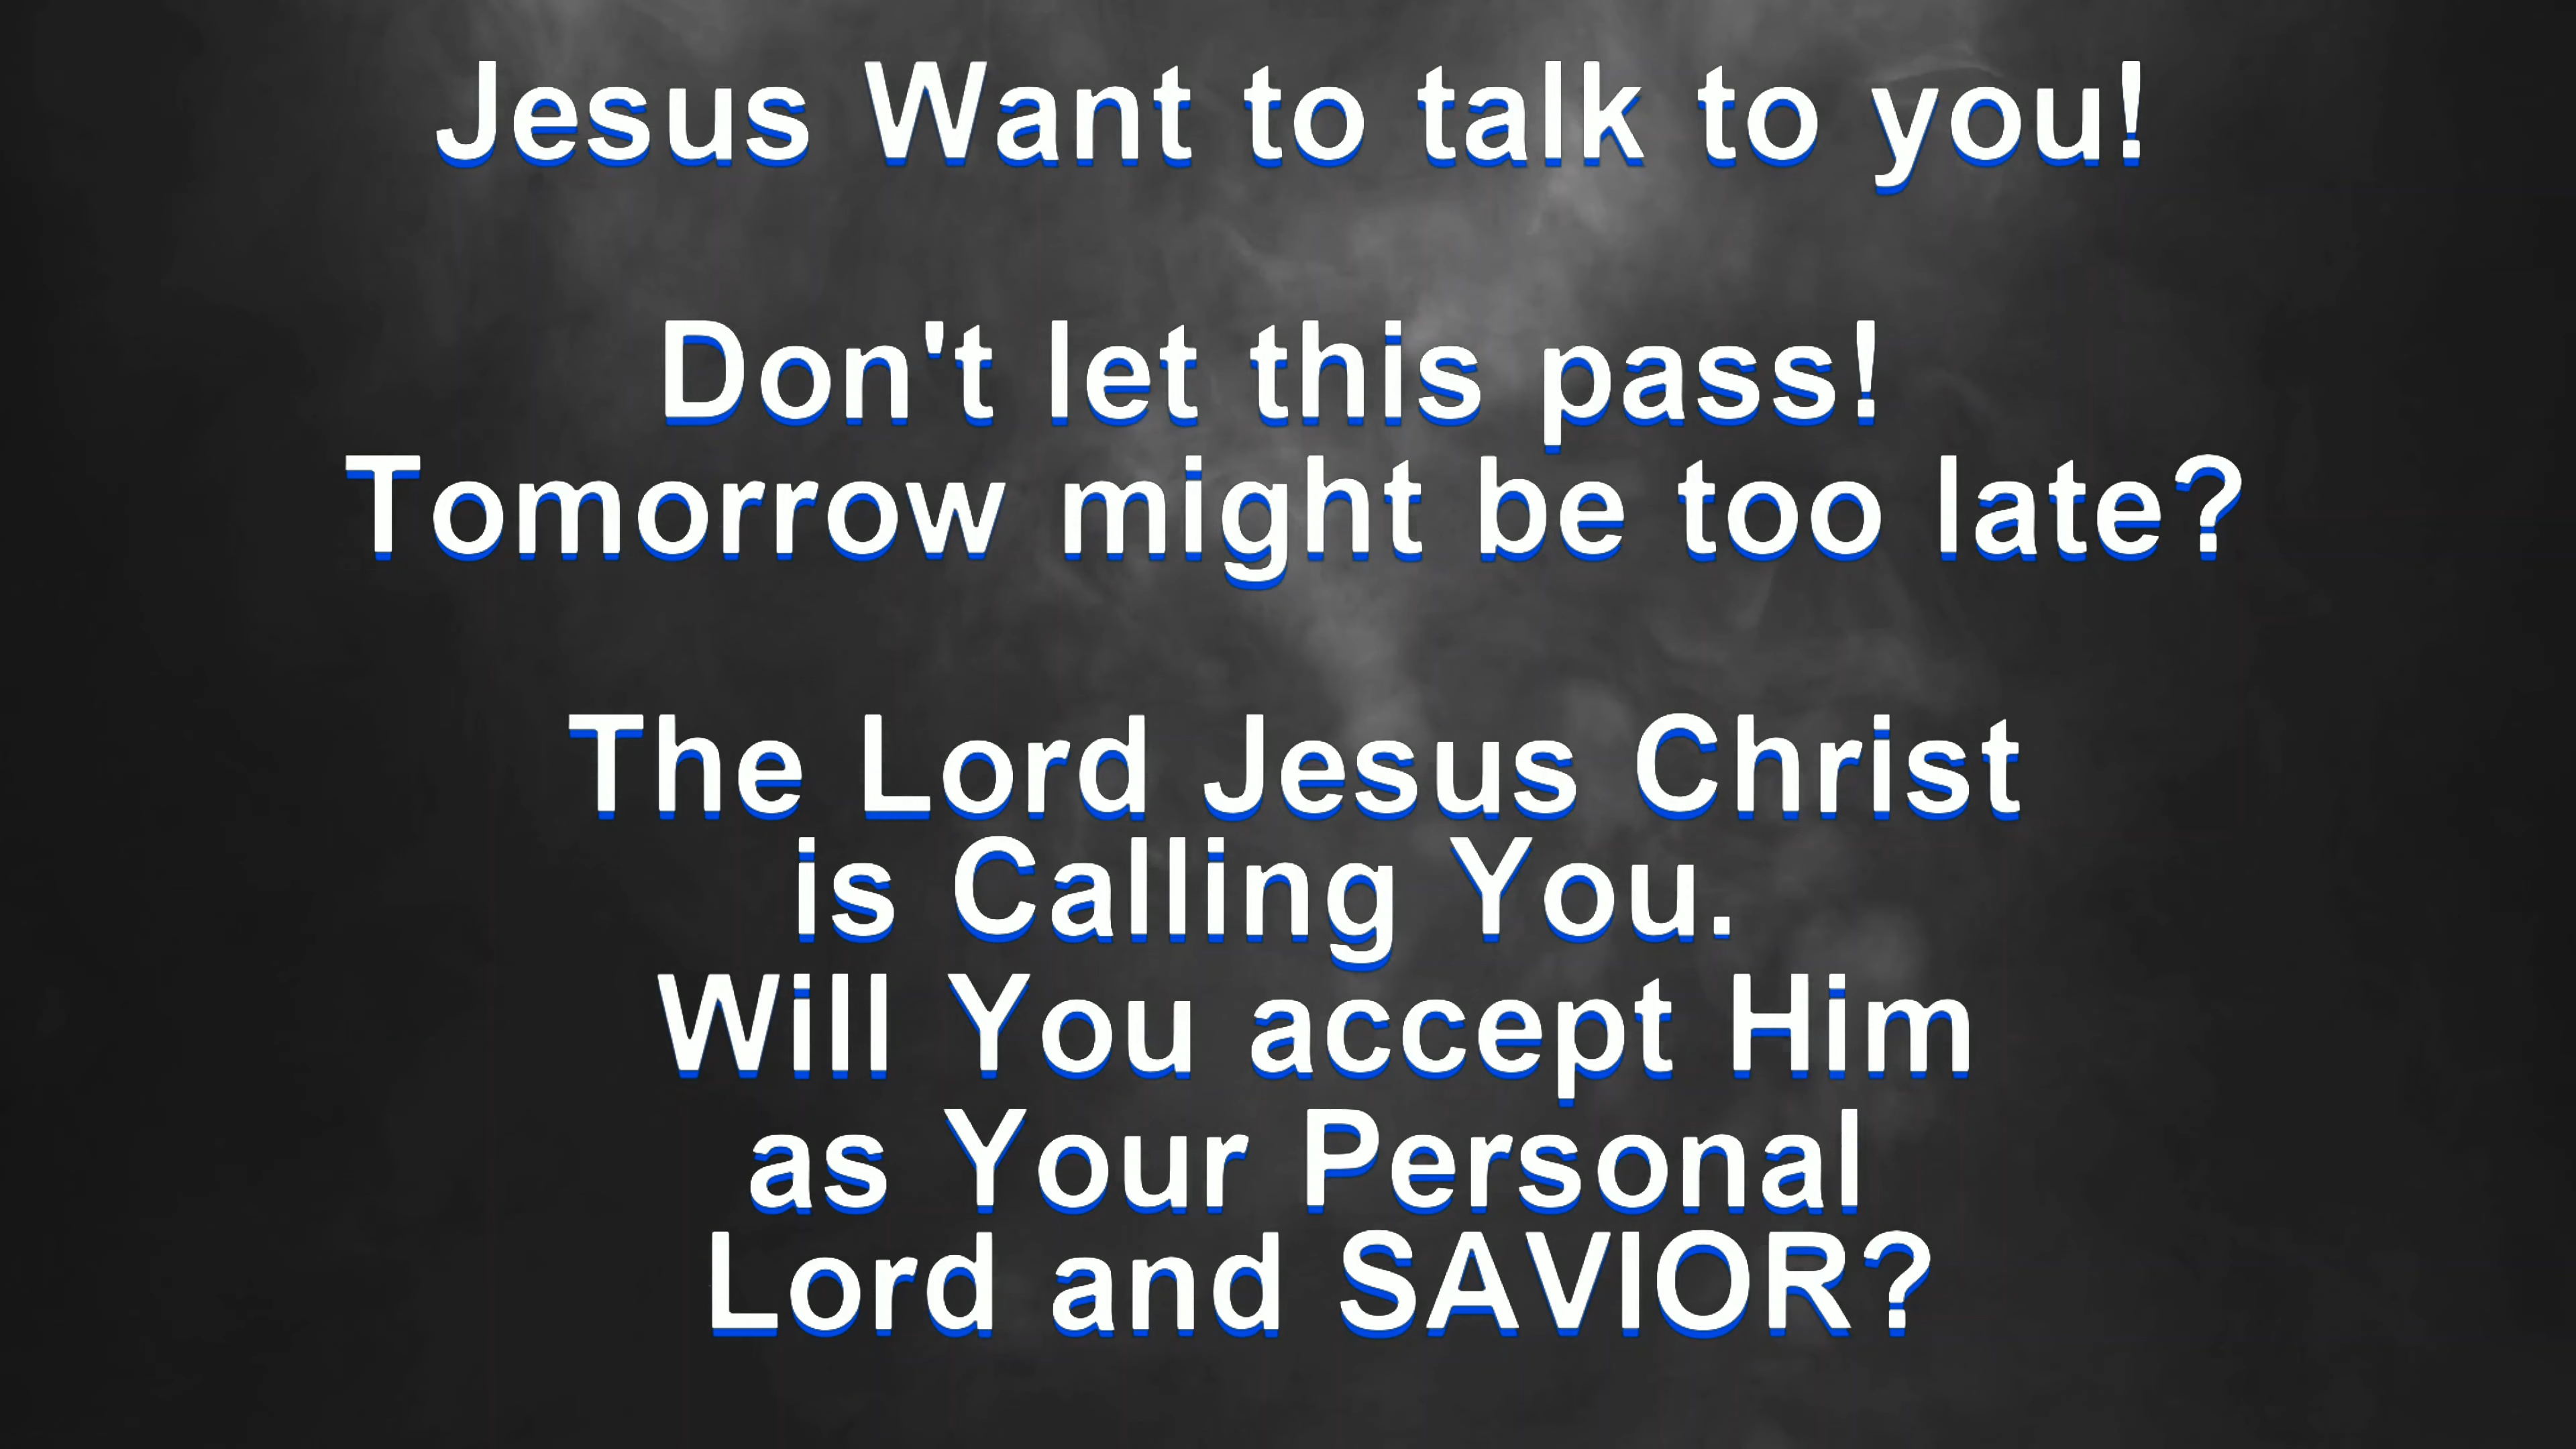 Jesus Want to talk to you!
Don't let this pass!
Tomorrow might be too late?
The Lord Jesus Christ
is Calling You.
Will You accept Him
as Your Personal
Lord and SAVIOR?